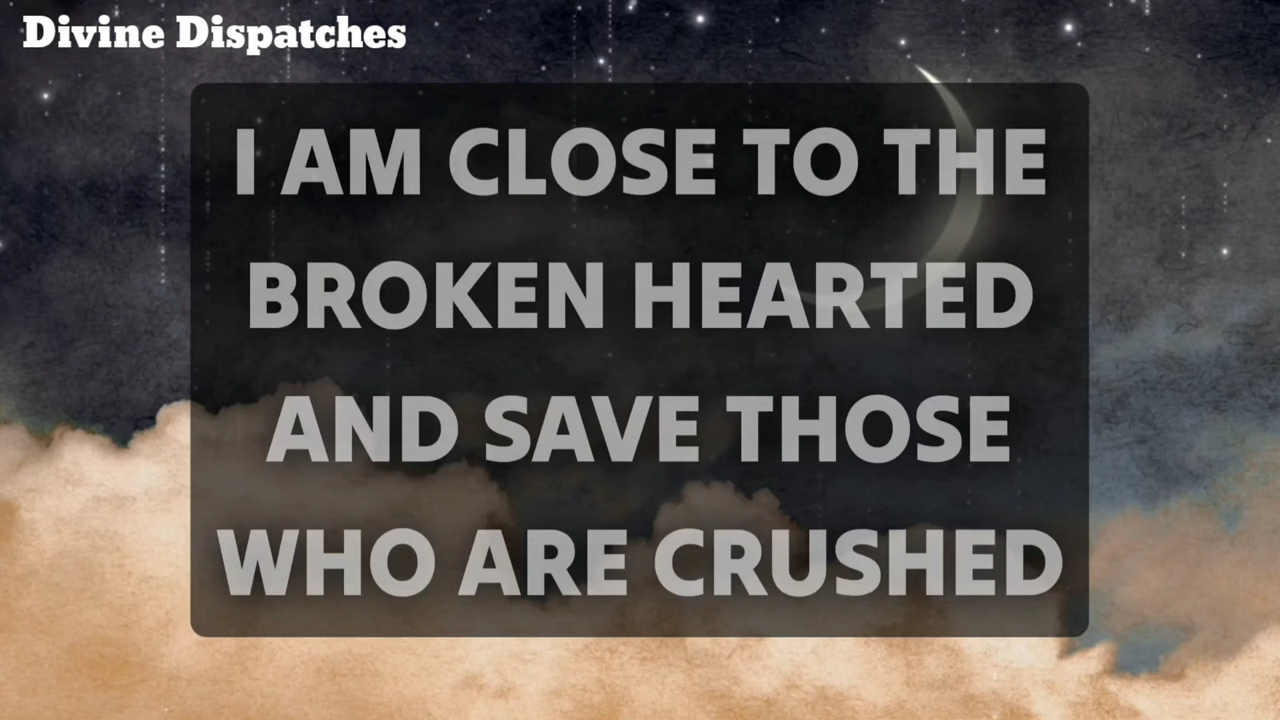 Divine Dispatches
I AM CLOSE TO THE
BROKEN HEARTED
AND SAVE THOSE
WHO ARE CRUSHED